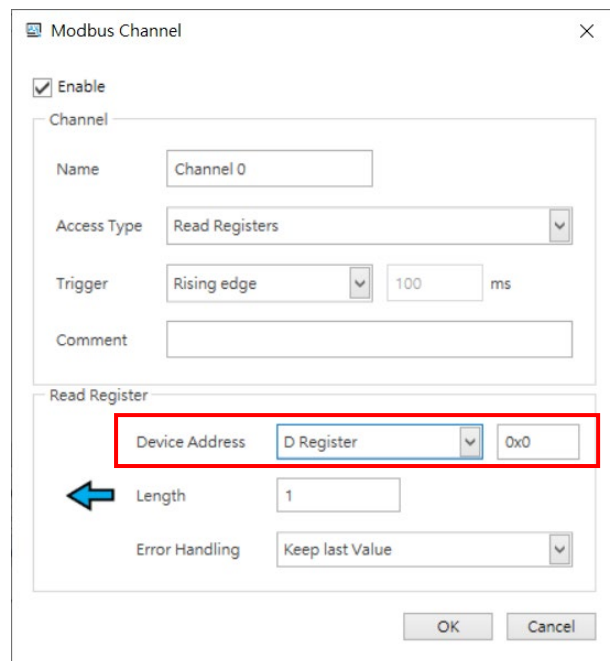 Modbus Channel
Enable
Channel
Name Channel 0
Access Type Read Registers
Trigger Rising edge 100 ms
Comment
Read Register
Device Address D Register 0x0
Length 1
Error Handling Keep last Value
OK Cancel